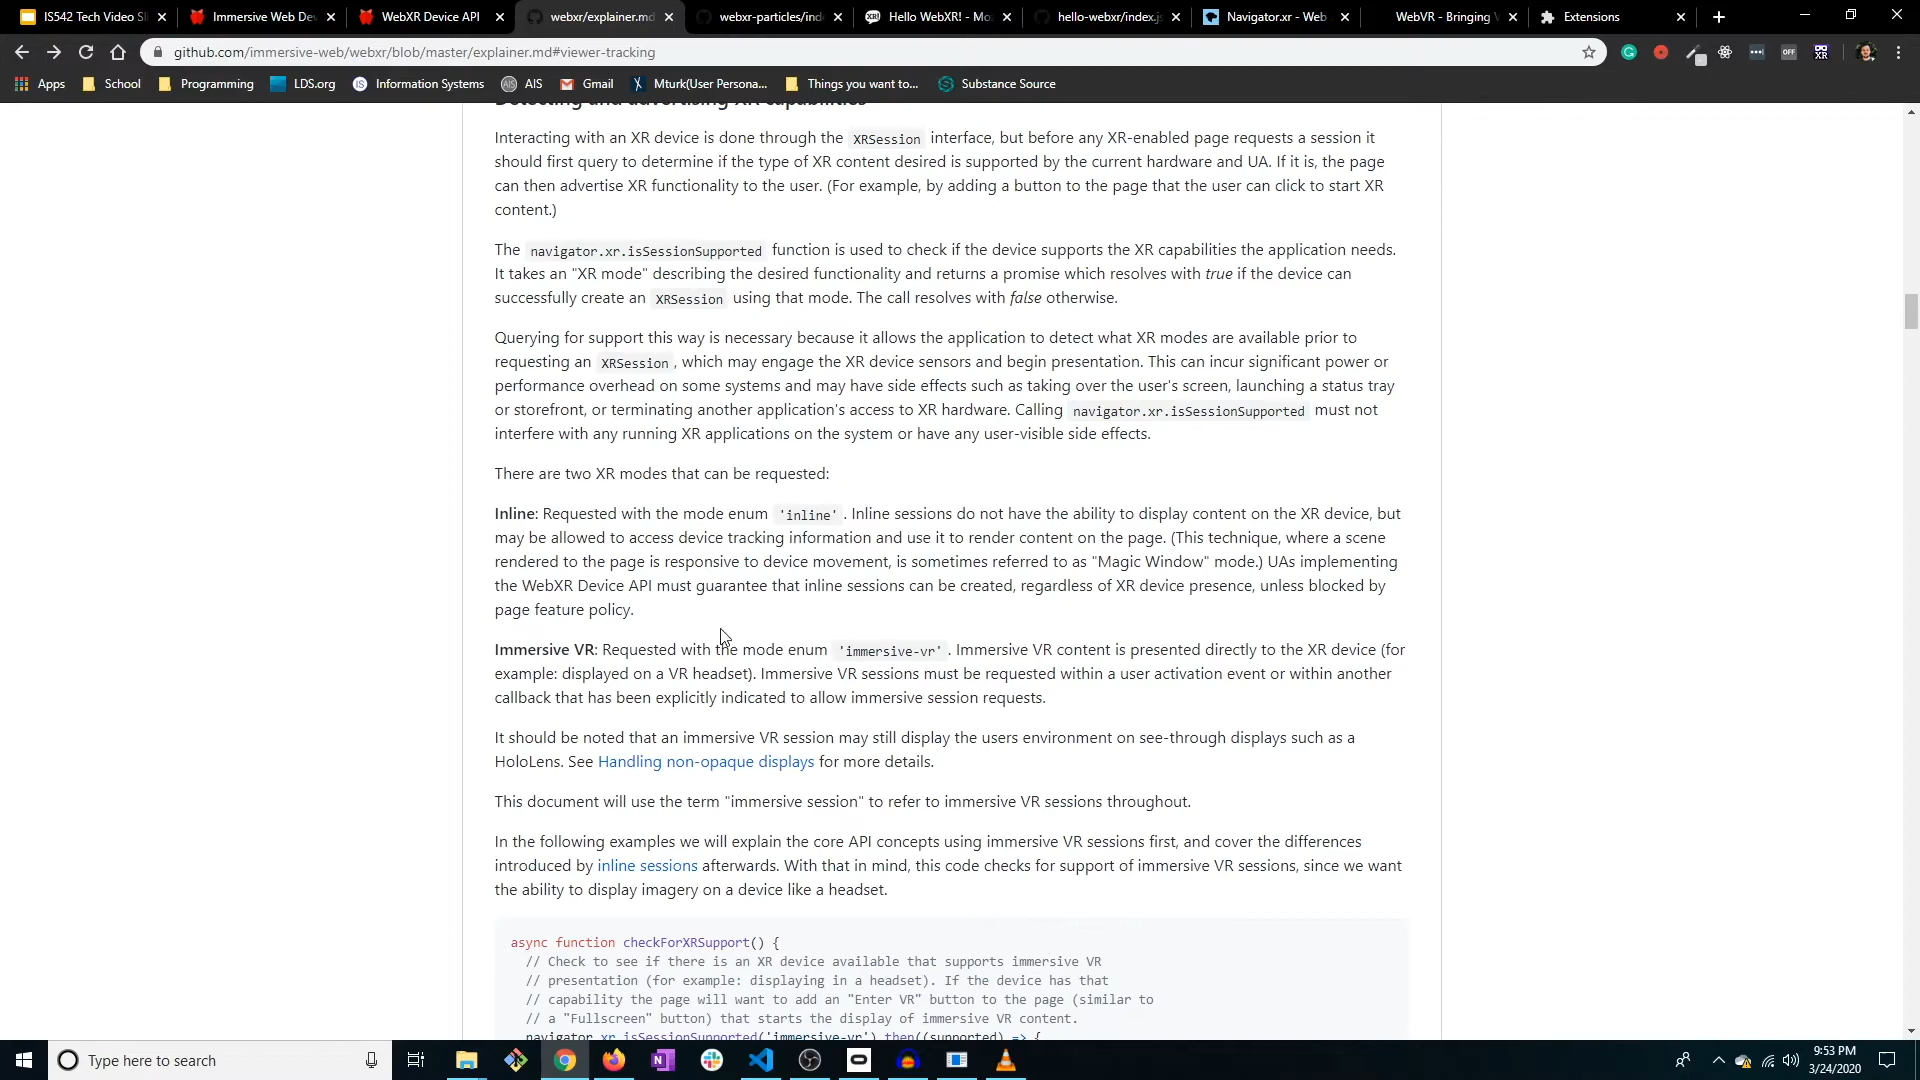 IS542 Tech Video Sl
Immersive Web De
WebXR Device API
webxr/explainer.md
webxr-particles/ind
Hello WebXR! - Mo
hello-webxr/index.js
Navigator.xr - Web
WebVR - Bringing V
Extensions
github.com/immersive-web/webxr/blob/master/explainer.md#viewer-tracking
OFF
XR
Apps
School
Programming
LDS.org
Information Systems
AIS
Gmail
Mturk(User Persona...
Things you want to...
Substance Source
Detecting and advertising XR capabilities
Interacting with an XR device is done through the XRSession interface, but before any XR-enabled page requests a session it
should first query to determine if the type of XR content desired is supported by the current hardware and UA. If it is, the page
can then advertise XR functionality to the user. (For example, by adding a button to the page that the user can click to start XR
content.)
The navigator.xr.isSessionSupported function is used to check if the device supports the XR capabilities the application needs.
It takes an "XR mode" describing the desired functionality and returns a promise which resolves with true if the device can
successfully create an XRSession using that mode. The call resolves with false otherwise.
Querying for support this way is necessary because it allows the application to detect what XR modes are available prior to
requesting an XRSession, which may engage the XR device sensors and begin presentation. This can incur significant power or
performance overhead on some systems and may have side effects such as taking over the user's screen, launching a status tray
or storefront, or terminating another application's access to XR hardware. Calling navigator.xr.isSessionSupported must not
interfere with any running XR applications on the system or have any user-visible side effects.
There are two XR modes that can be requested:
Inline: Requested with the mode enum 'inline'. Inline sessions do not have the ability to display content on the XR device, but
may be allowed to access device tracking information and use it to render content on the page. (This technique, where a scene
rendered to the page is responsive to device movement, is sometimes referred to as "Magic Window" mode.) UAs implementing
the WebXR Device API must guarantee that inline sessions can be created, regardless of XR device presence, unless blocked by
page feature policy.
Immersive VR: Requested with the mode enum 'immersive-vr'. Immersive VR content is presented directly to the XR device (for
example: displayed on a VR headset). Immersive VR sessions must be requested within a user activation event or within another
callback that has been explicitly indicated to allow immersive session requests.
It should be noted that an immersive VR session may still display the users environment on see-through displays such as a
HoloLens. See Handling non-opaque displays for more details.
This document will use the term "immersive session" to refer to immersive VR sessions throughout.
In the following examples we will explain the core API concepts using immersive VR sessions first, and cover the differences
introduced by inline sessions afterwards. With that in mind, this code checks for support of immersive VR sessions, since we want
the ability to display imagery on a device like a headset.
async function checkForXRSupport() {
// Check to see if there is an XR device available that supports immersive VR
// presentation (for example: displaying in a headset). If the device has that
// capability the page will want to add an "Enter VR" button to the page (similar to
// a "Fullscreen" button) that starts the display of immersive VR content.
navigator.xr.isSessionSupported('immersive-vr').then((supported) => {
Type here to search
9:53 PM
3/24/2020